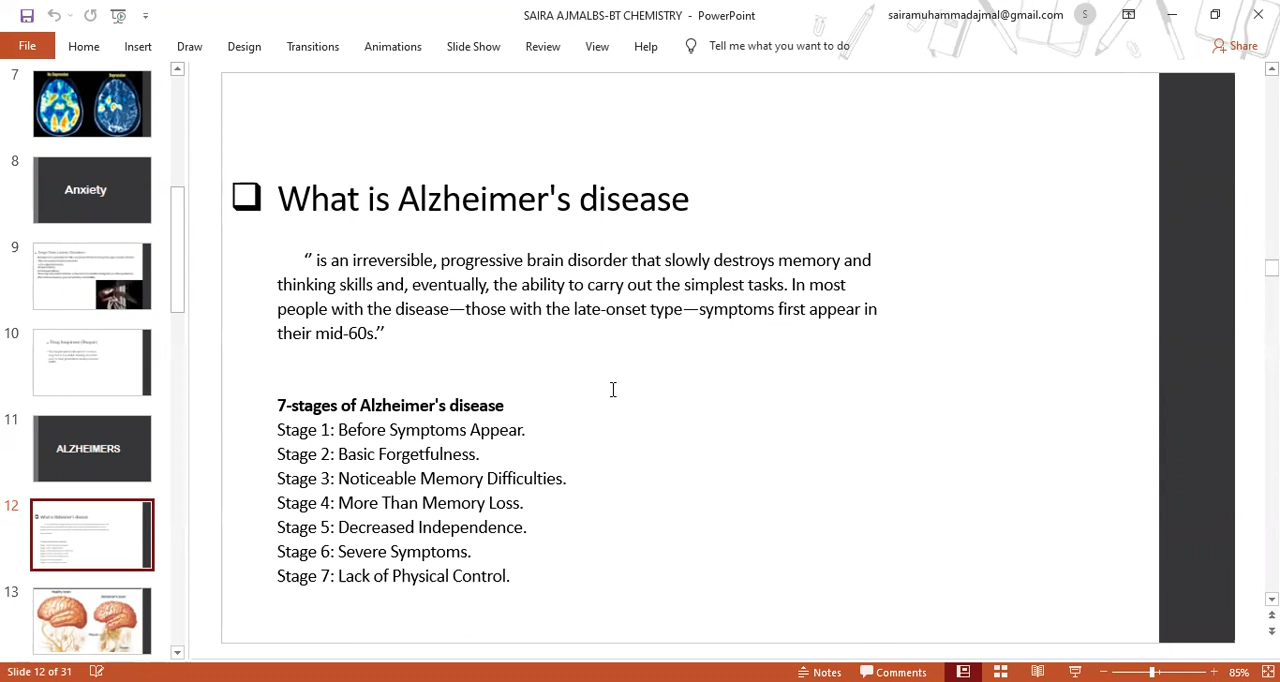 SAIRA AJMALBS-BT CHEMISTRY - PowerPoint
sairamuhammadajmal@gmail.com
S
File
Home
Insert
Draw
Design
Transitions
Animations
Slide Show
Review
View
Help
Tell me what you want to do
Share
7
8
Anxiety
9
10
11
ALZHEIMERS
12
What is Alzheimer's disease
13
What is Alzheimer's disease
‘’ is an irreversible, progressive brain disorder that slowly destroys memory and
thinking skills and, eventually, the ability to carry out the simplest tasks. In most
people with the disease—those with the late-onset type—symptoms first appear in
their mid-60s.’’
7-stages of Alzheimer's disease
Stage 1: Before Symptoms Appear.
Stage 2: Basic Forgetfulness.
Stage 3: Noticeable Memory Difficulties.
Stage 4: More Than Memory Loss.
Stage 5: Decreased Independence.
Stage 6: Severe Symptoms.
Stage 7: Lack of Physical Control.
Slide 12 of 31
Notes
Comments
85%